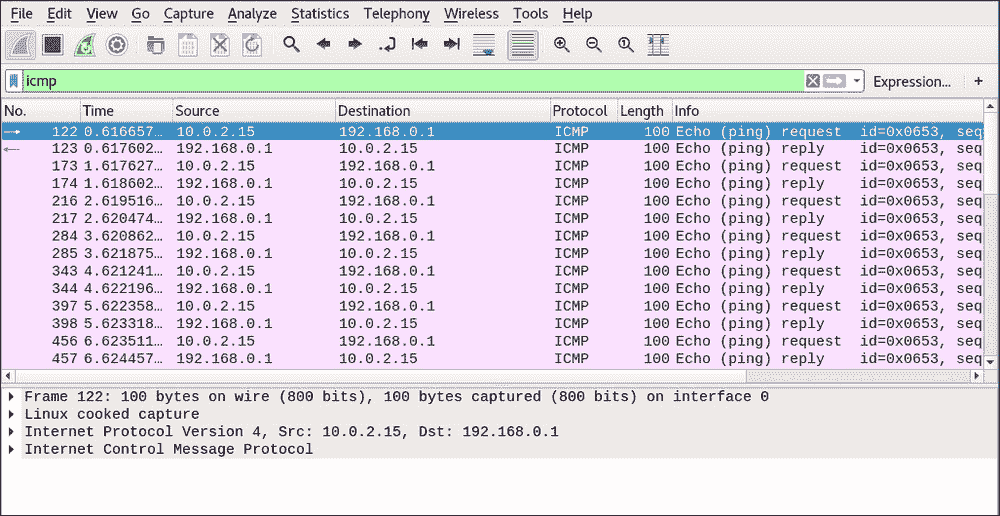 File Edit View Go Capture Analyze Statistics Telephony Wireless Tools Help
icmp Expression... +
No. Time Source Destination Protocol Length Info
122 0.616657… 10.0.2.15 192.168.0.1 ICMP 100 Echo (ping) request id=0x0653, seq
123 0.617602… 192.168.0.1 10.0.2.15 ICMP 100 Echo (ping) reply id=0x0653, seq
173 1.617627… 10.0.2.15 192.168.0.1 ICMP 100 Echo (ping) request id=0x0653, seq
174 1.618602… 192.168.0.1 10.0.2.15 ICMP 100 Echo (ping) reply id=0x0653, seq
216 2.619516… 10.0.2.15 192.168.0.1 ICMP 100 Echo (ping) request id=0x0653, seq
217 2.620474… 192.168.0.1 10.0.2.15 ICMP 100 Echo (ping) reply id=0x0653, seq
284 3.620862… 10.0.2.15 192.168.0.1 ICMP 100 Echo (ping) request id=0x0653, seq
285 3.621875… 192.168.0.1 10.0.2.15 ICMP 100 Echo (ping) reply id=0x0653, seq
343 4.621241… 10.0.2.15 192.168.0.1 ICMP 100 Echo (ping) request id=0x0653, seq
344 4.622196… 192.168.0.1 10.0.2.15 ICMP 100 Echo (ping) reply id=0x0653, seq
397 5.622358… 10.0.2.15 192.168.0.1 ICMP 100 Echo (ping) request id=0x0653, seq
398 5.623318… 192.168.0.1 10.0.2.15 ICMP 100 Echo (ping) reply id=0x0653, seq
456 6.623511… 10.0.2.15 192.168.0.1 ICMP 100 Echo (ping) request id=0x0653, seq
457 6.624457… 192.168.0.1 10.0.2.15 ICMP 100 Echo (ping) reply id=0x0653, seq
Frame 122: 100 bytes on wire (800 bits), 100 bytes captured (800 bits) on interface 0
Linux cooked capture
Internet Protocol Version 4, Src: 10.0.2.15, Dst: 192.168.0.1
Internet Control Message Protocol